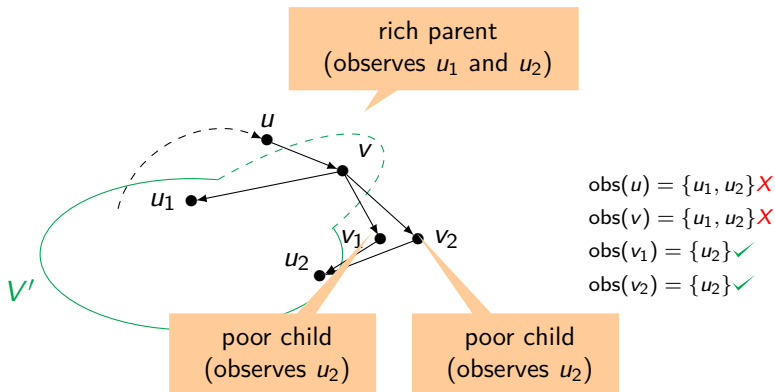 rich parent
(observes u₁ and u₂)
u
v
u₁
v₁
v₂
u₂
V′
obs(u) = {u₁, u₂}X
obs(v) = {u₁, u₂}X
obs(v₁) = {u₂}✓
obs(v₂) = {u₂}✓
poor child
(observes u₂)
poor child
(observes u₂)